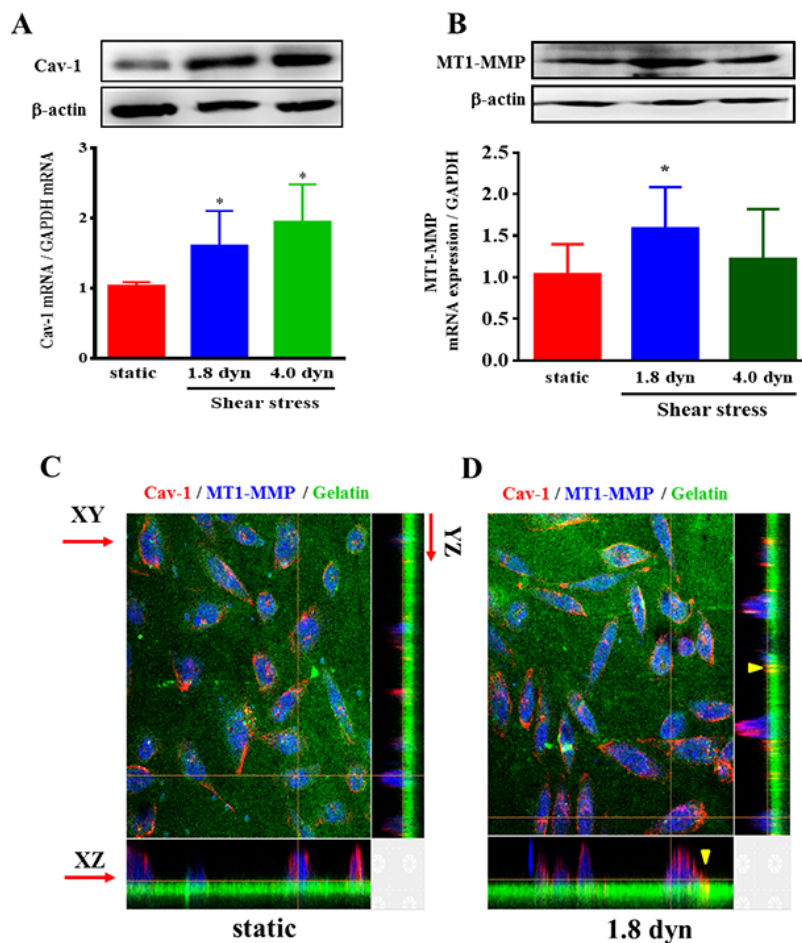 A
Cav-1
β-actin
Cav-1 mRNA / GAPDH mRNA
3
2
1
0
*
*
static
1.8 dyn
4.0 dyn
Shear stress
B
MT1-MMP
β-actin
MT1-MMP
mRNA expression / GAPDH
2.5
2.0
1.5
1.0
0.5
0.0
*
static
1.8 dyn
4.0 dyn
Shear stress
C
Cav-1 / MT1-MMP / Gelatin
XY
YZ
XZ
static
D
Cav-1 / MT1-MMP / Gelatin
1.8 dyn